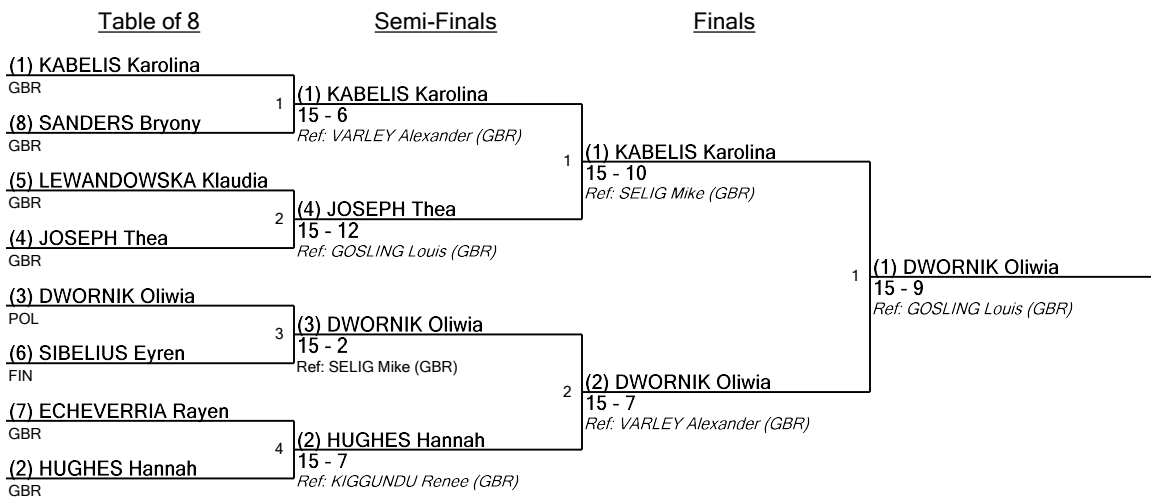 Table of 8
Semi-Finals
Finals
(1) KABELIS Karolina
GBR
(8) SANDERS Bryony
GBR
(5) LEWANDOWSKA Klaudia
GBR
(4) JOSEPH Thea
GBR
(3) DWORNIK Oliwia
POL
(6) SIBELIUS Eyren
FIN
(7) ECHEVERRIA Rayen
GBR
(2) HUGHES Hannah
GBR
1
(1) KABELIS Karolina
15 - 6
Ref: VARLEY Alexander (GBR)
2
(4) JOSEPH Thea
15 - 12
Ref: GOSLING Louis (GBR)
3
(3) DWORNIK Oliwia
15 - 2
Ref: SELIG Mike (GBR)
4
(2) HUGHES Hannah
15 - 7
Ref: KIGGUNDU Renee (GBR)
1
(1) KABELIS Karolina
15 - 10
Ref: SELIG Mike (GBR)
2
(2) DWORNIK Oliwia
15 - 7
Ref: VARLEY Alexander (GBR)
1
(1) DWORNIK Oliwia
15 - 9
Ref: GOSLING Louis (GBR)